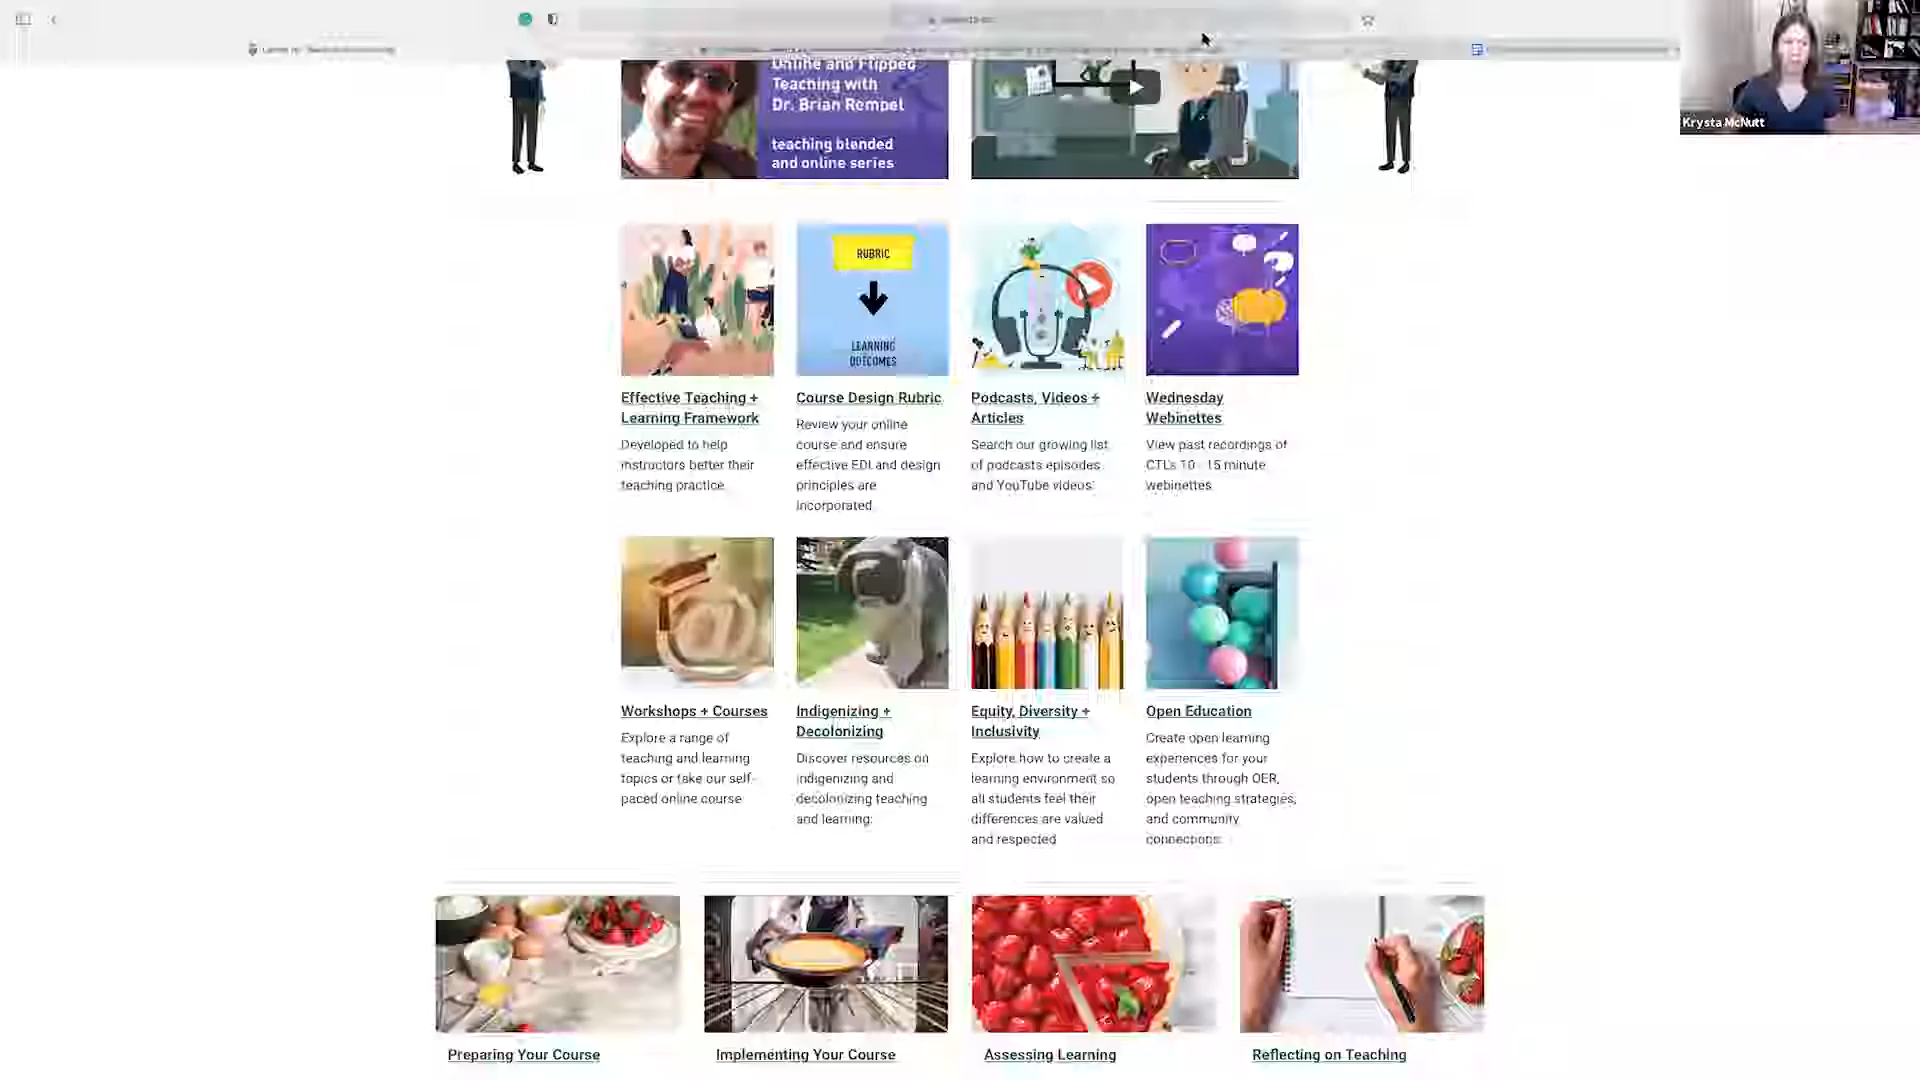 Online and Flipped
Teaching with
Dr. Brian Rempel
teaching blended
and online series
Krysta McNutt
RUBRIC
LEARNING
OUTCOMES
Effective Teaching +
Learning Framework
Developed to help
instructors better their
teaching practice.
Course Design Rubric
Review your online
course and ensure
effective EDI and design
principles are
incorporated.
Podcasts, Videos +
Articles
Search our growing list
of podcasts episodes
and YouTube videos.
Wednesday
Webinettes
View past recordings of
CTL's 10 - 15 minute
webinettes.
Workshops + Courses
Explore a range of
teaching and learning
topics or take our self-
paced online course.
Indigenizing +
Decolonizing
Discover resources on
indigenizing and
decolonizing teaching
and learning.
Equity, Diversity +
Inclusivity
Explore how to create a
learning environment so
all students feel their
differences are valued
and respected.
Open Education
Create open learning
experiences for your
students through OER,
open teaching strategies,
and community
connections.
Preparing Your Course
Implementing Your Course
Assessing Learning
Reflecting on Teaching